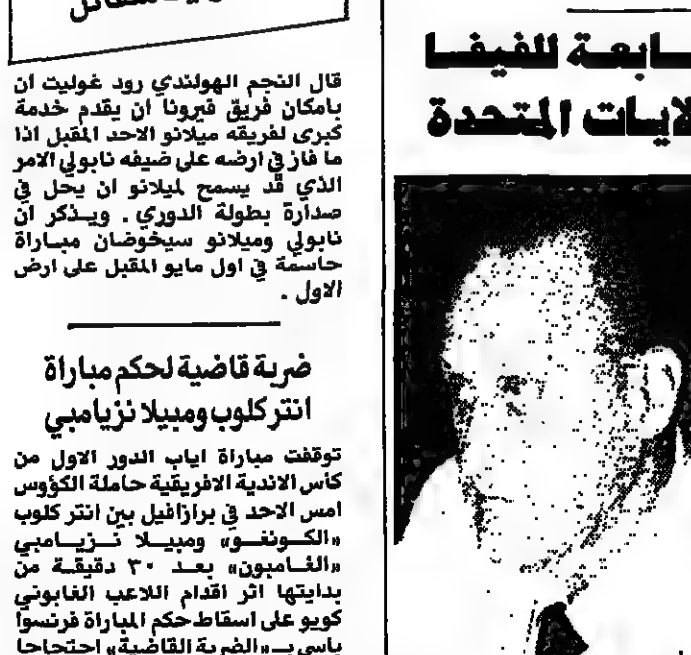 قال النجم الهولندي رود غوليت ان
بامكان فريق فيرونا ان يقدم خدمة
كبرى لفريقه ميلانو الاحد المقبل اذا
ما فاز في ارضه على ضيفه نابولي الامر
الذي قد يسمح لميلانو ان يحل في
صدارة بطولة الدوري . ويذكر ان
نابولي وميلانو سيخوضان مباراة
حاسمة في اول مايو المقبل على ارض
الاول .
ضربة قاضية لحكم مباراة
انتر كلوب ومبيلا نزيامبي
توقفت مباراة اياب الدور الاول من
كأس الاندية الافريقية حاملة الكؤوس
امس الاحد في برازافيل بين انتر كلوب
«الكونغو» ومبيلا نزيامبي
«الغامبون» بعد ٣٠ دقيقة من
بدايتها اثر اقدام اللاعب الغابوني
كويو على اسقاط حكم المباراة فرنسوا
ياسي بـ«الضربة القاضية» احتجاجا
ـابعة للفيفا
لايات المتحدة